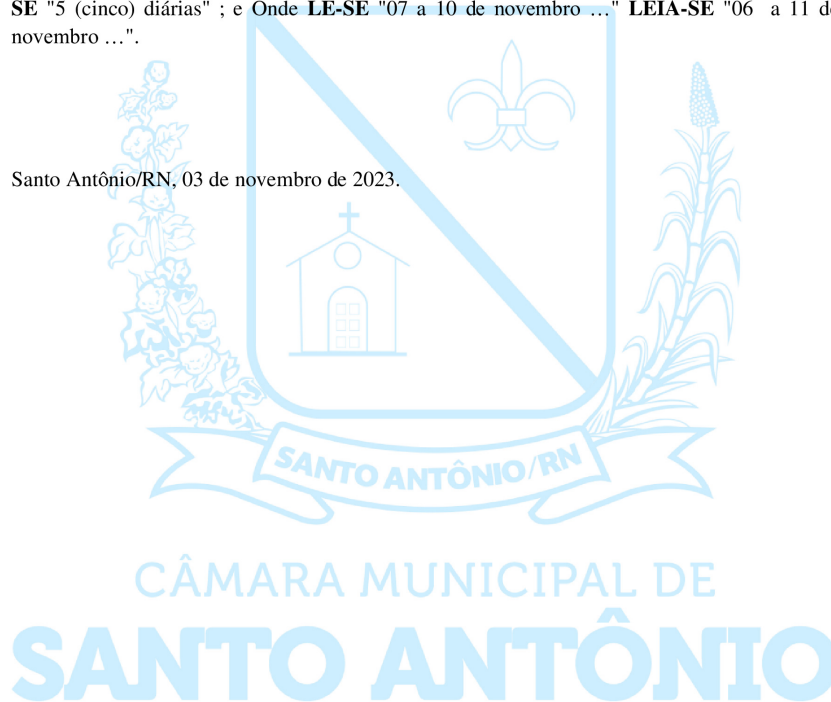 SE "5 (cinco) diárias" ; e Onde LE-SE "07 a 10 de novembro …" LEIA-SE "06 a 11 de
novembro …".
Santo Antônio/RN, 03 de novembro de 2023.
SANTO ANTÔNIO/RN
CÂMARA MUNICIPAL DE
SANTO ANTÔNIO